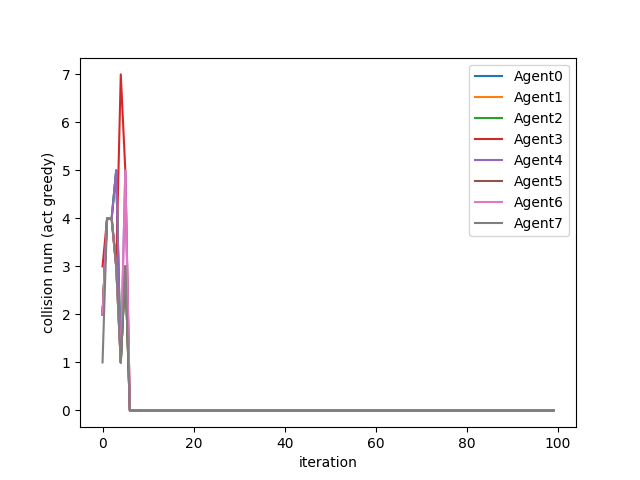 7
6
5
4
3
2
1
0
collision num (act greedy)
0 20 40 60 80 100
iteration
Agent0
Agent1
Agent2
Agent3
Agent4
Agent5
Agent6
Agent7